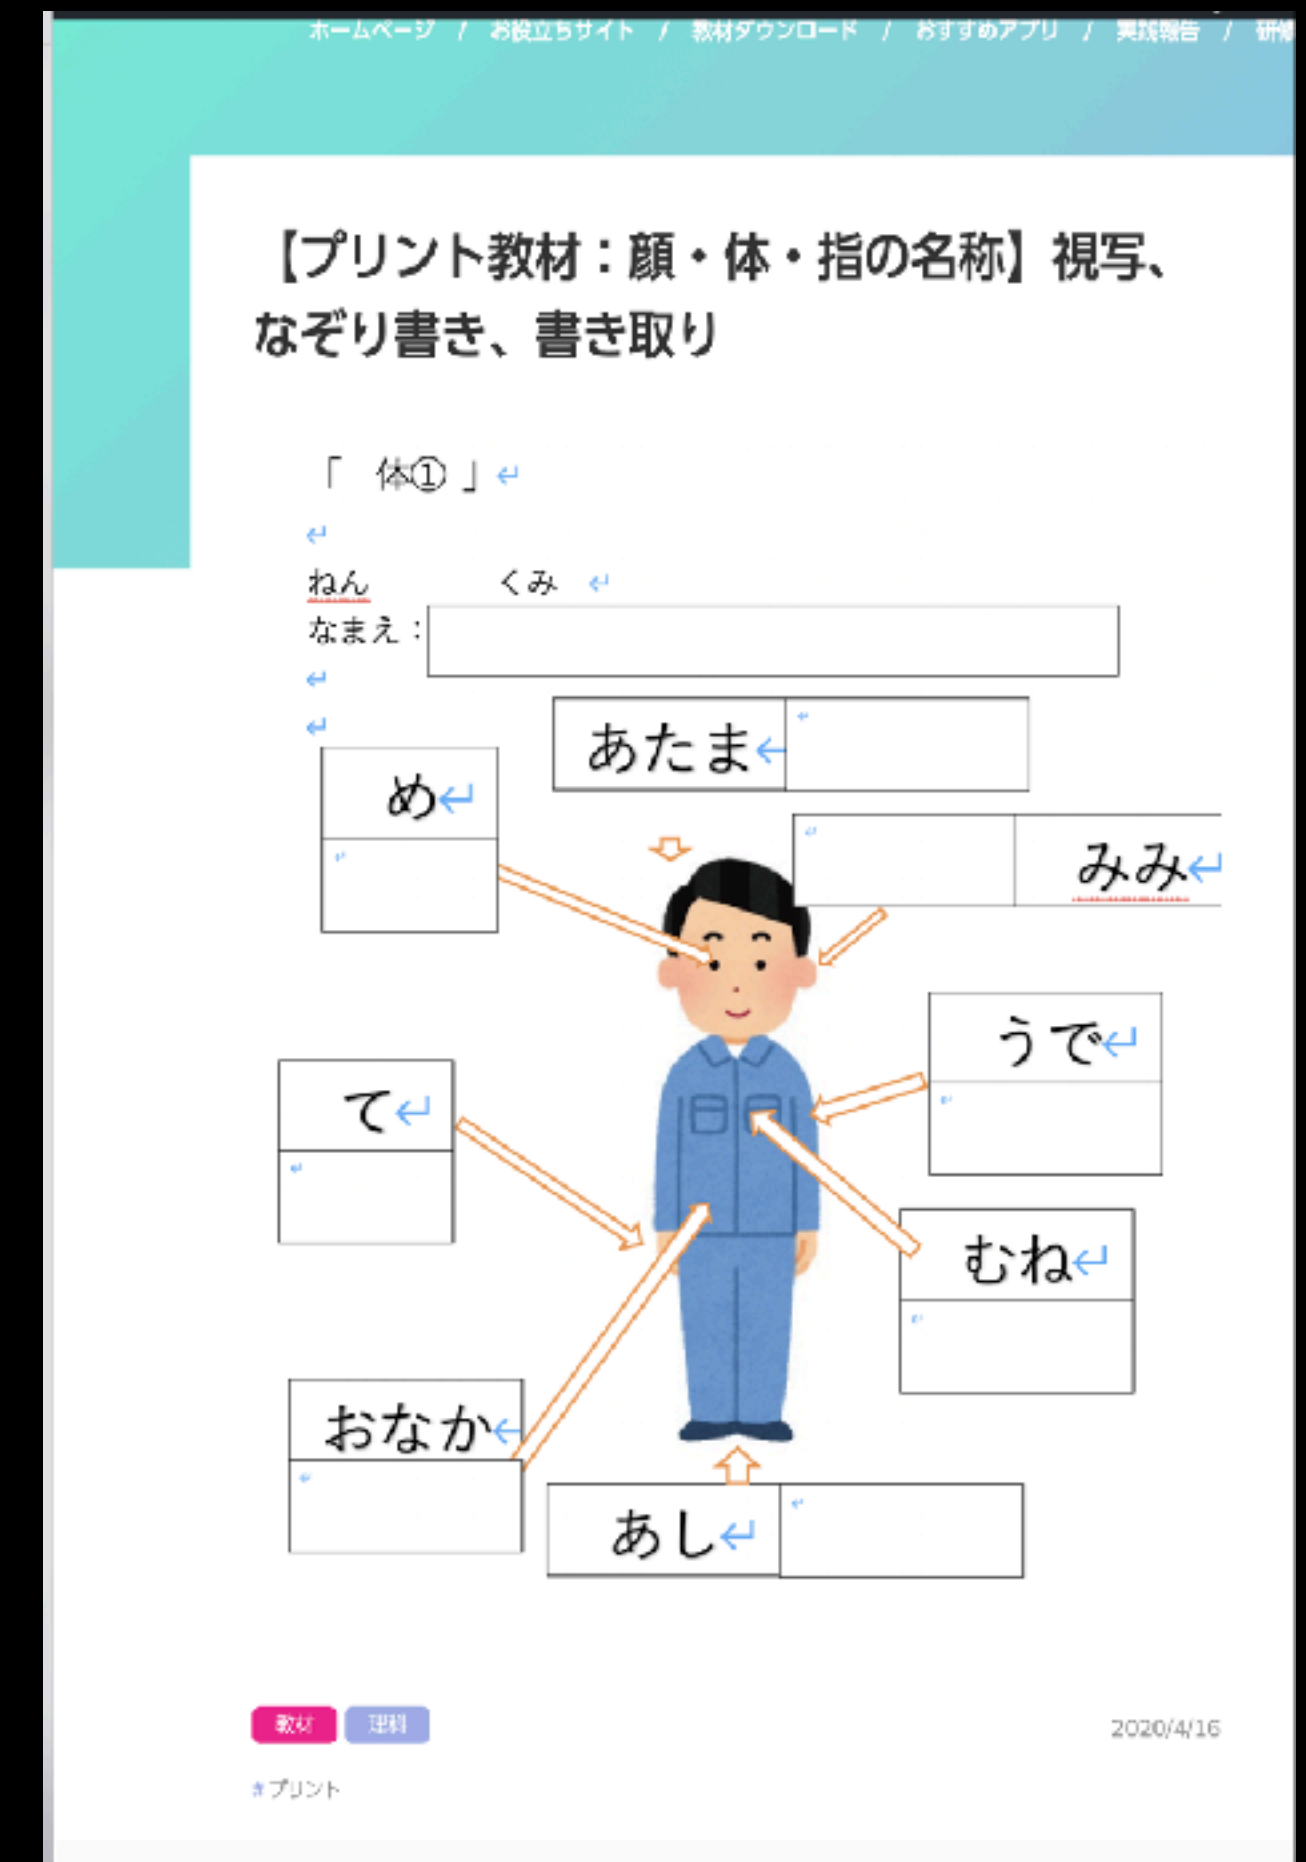 ホームページ / お役立ちサイト / 教材ダウンロード / おすすめアプリ / 実践報告 / 研修
【プリント教材：顔・体・指の名称】視写、
なぞり書き、書き取り
「 体① 」↵
↵
ねん くみ ↵
なまえ：
↵
↵
あたま↵
め↵
みみ↵
うで↵
て↵
むね↵
おなか↵
あし↵
教材 理科
2020/4/16
#プリント